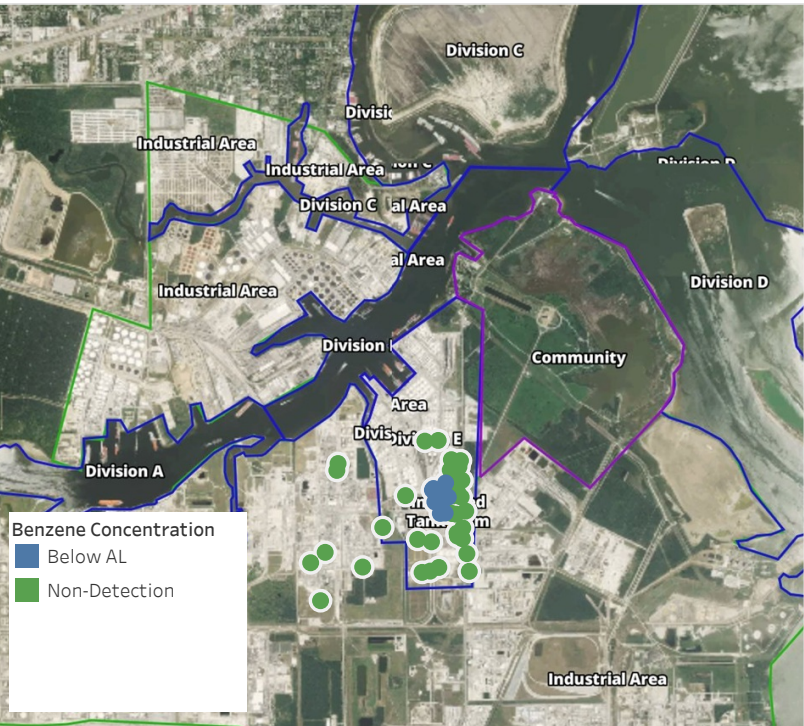 Division C
Divisic
Industrial Area
Industrial Area
Division D
Division C
al Area
al Area
Division D
Industrial Area
Division
Community
Area
Divis
E
Division A
d
Benzene Concentration
Below AL
Non-Detection
Industrial Area